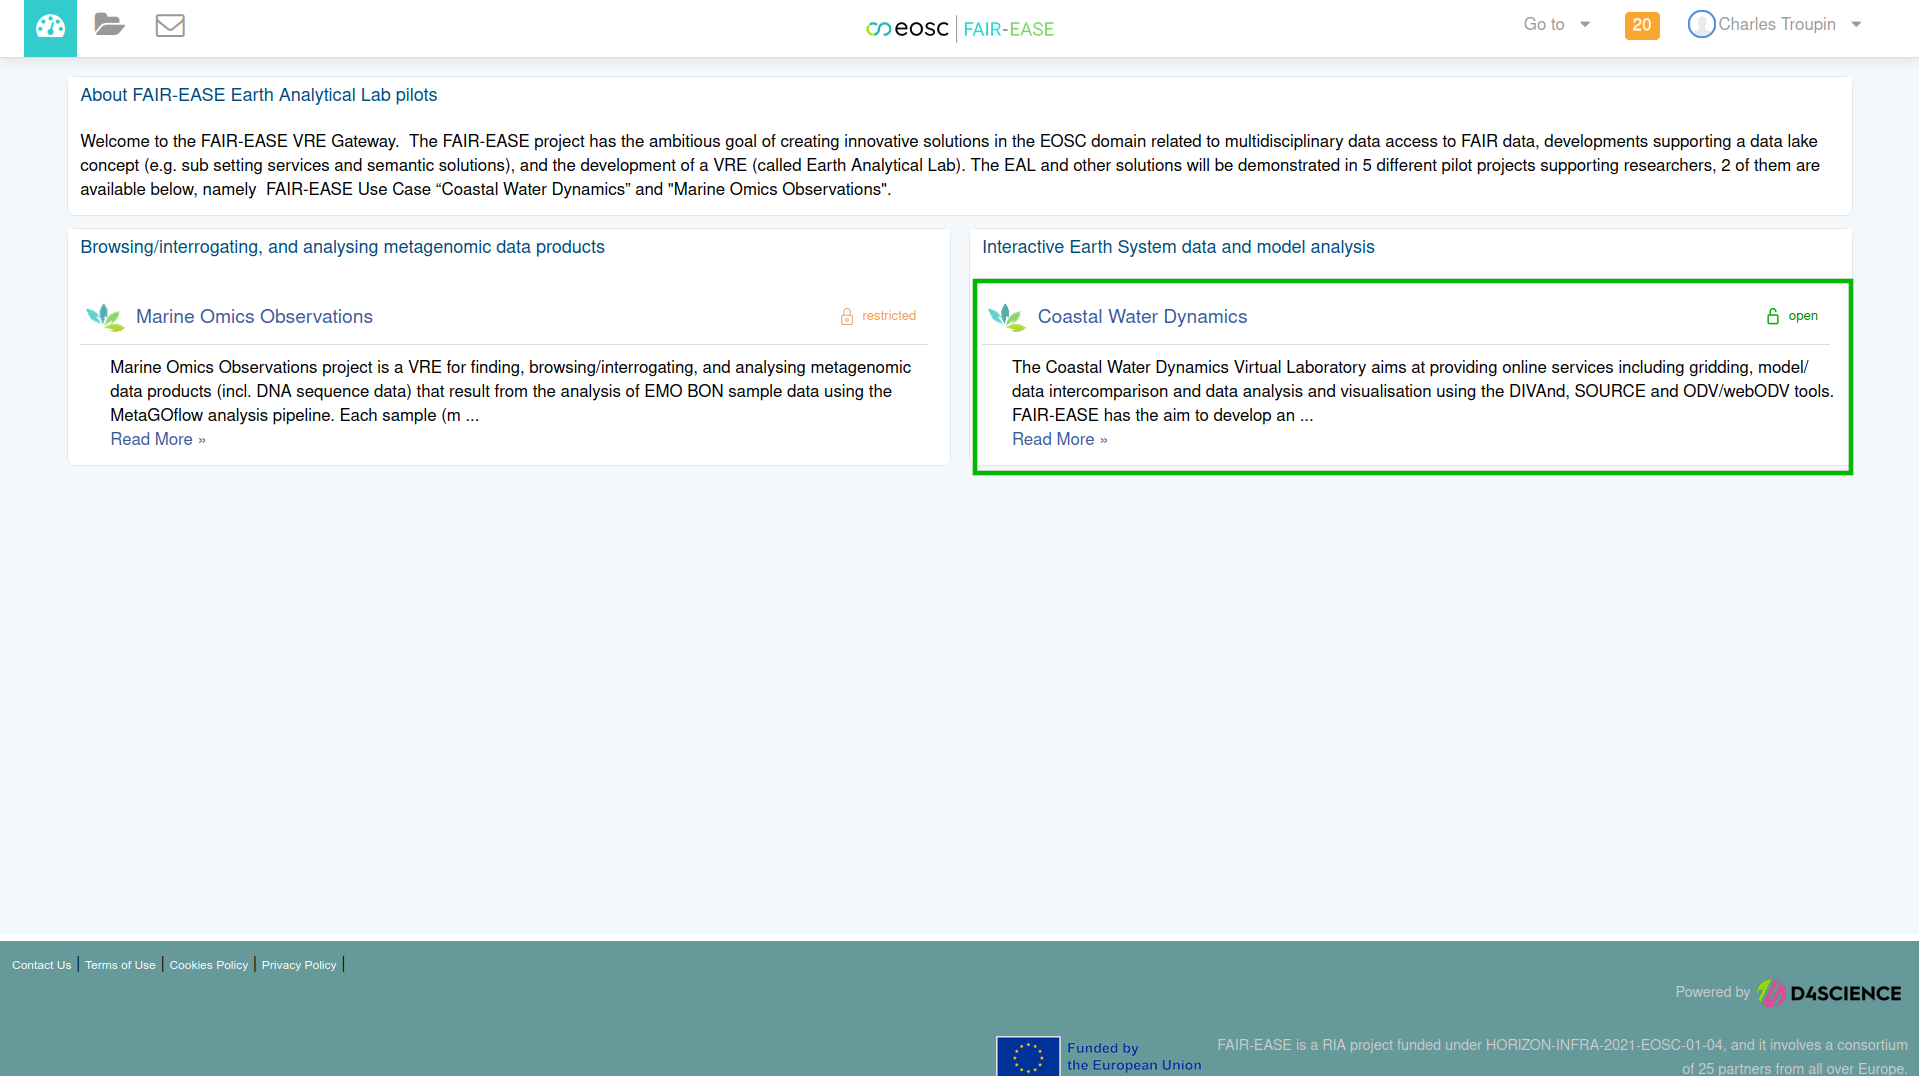 eosc FAIR-EASE
Go to
20
Charles Troupin
About FAIR-EASE Earth Analytical Lab pilots
Welcome to the FAIR-EASE VRE Gateway.  The FAIR-EASE project has the ambitious goal of creating innovative solutions in the EOSC domain related to multidisciplinary data access to FAIR data, developments supporting a data lake
concept (e.g. sub setting services and semantic solutions), and the development of a VRE (called Earth Analytical Lab). The EAL and other solutions will be demonstrated in 5 different pilot projects supporting researchers, 2 of them are
available below, namely  FAIR-EASE Use Case “Coastal Water Dynamics” and "Marine Omics Observations".
Browsing/interrogating, and analysing metagenomic data products
Marine Omics Observations
restricted
Marine Omics Observations project is a VRE for finding, browsing/interrogating, and analysing metagenomic
data products (incl. DNA sequence data) that result from the analysis of EMO BON sample data using the
MetaGOflow analysis pipeline. Each sample (m ...
Read More »
Interactive Earth System data and model analysis
Coastal Water Dynamics
open
The Coastal Water Dynamics Virtual Laboratory aims at providing online services including gridding, model/
data intercomparison and data analysis and visualisation using the DIVAnd, SOURCE and ODV/webODV tools.
FAIR-EASE has the aim to develop an ...
Read More »
Contact Us | Terms of Use | Cookies Policy | Privacy Policy |
Powered by D4SCIENCE
Funded by
the European Union
FAIR-EASE is a RIA project funded under HORIZON-INFRA-2021-EOSC-01-04, and it involves a consortium
of 25 partners from all over Europe.